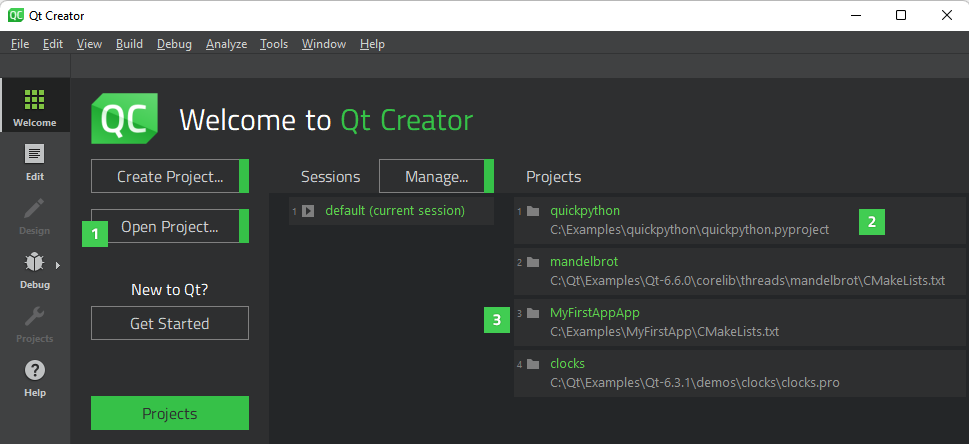 QC Qt Creator
File Edit View Build Debug Analyze Tools Window Help
Welcome
Edit
Design
Debug
Projects
Help
QC Welcome to Qt Creator
Create Project...
1 Open Project...
New to Qt?
Get Started
Projects
Sessions Manage...
1 default (current session)
Projects
1 quickpython
C:\Examples\quickpython\quickpython.pyproject
2
2 mandelbrot
C:\Qt\Examples\Qt-6.6.0\corelib\threads\mandelbrot\CMakeLists.txt
3
3 MyFirstAppApp
C:\Examples\MyFirstApp\CMakeLists.txt
4 clocks
C:\Qt\Examples\Qt-6.3.1\demos\clocks\clocks.pro